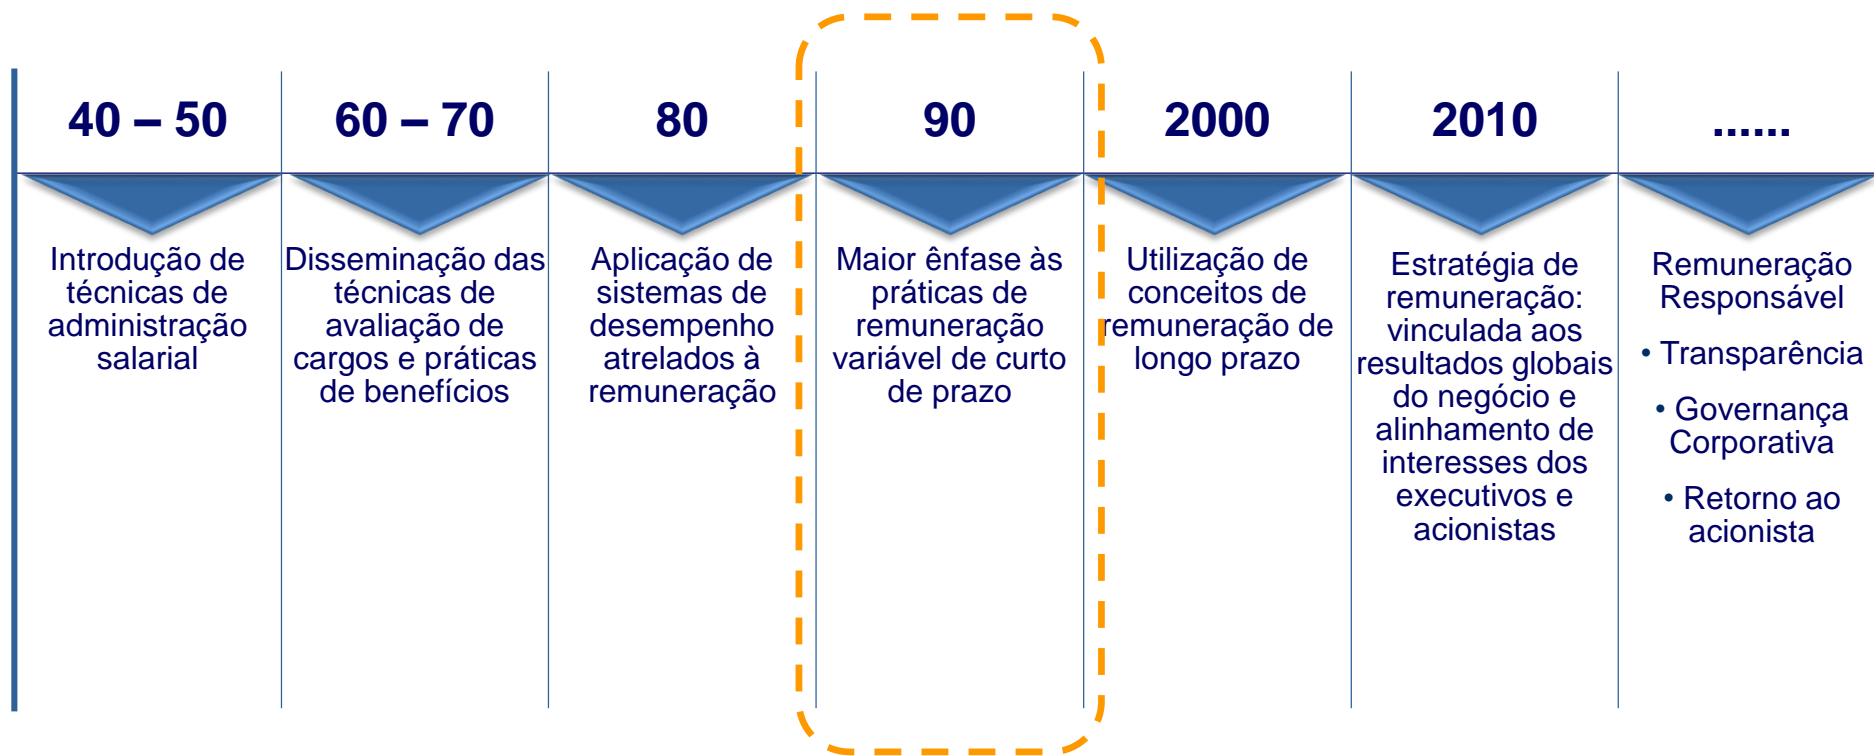 40 – 50
Introdução de
técnicas de
administração
salarial
60 – 70
Disseminação das
técnicas de
avaliação de
cargos e práticas
de benefícios
80
Aplicação de
sistemas de
desempenho
atrelados à
remuneração
90
Maior ênfase às
práticas de
remuneração
variável de curto
de prazo
2000
Utilização de
conceitos de
remuneração de
longo prazo
2010
Estratégia de
remuneração:
vinculada aos
resultados globais
do negócio e
alinhamento de
interesses dos
executivos e
acionistas
......
Remuneração
Responsável
• Transparência
• Governança
Corporativa
• Retorno ao
acionista